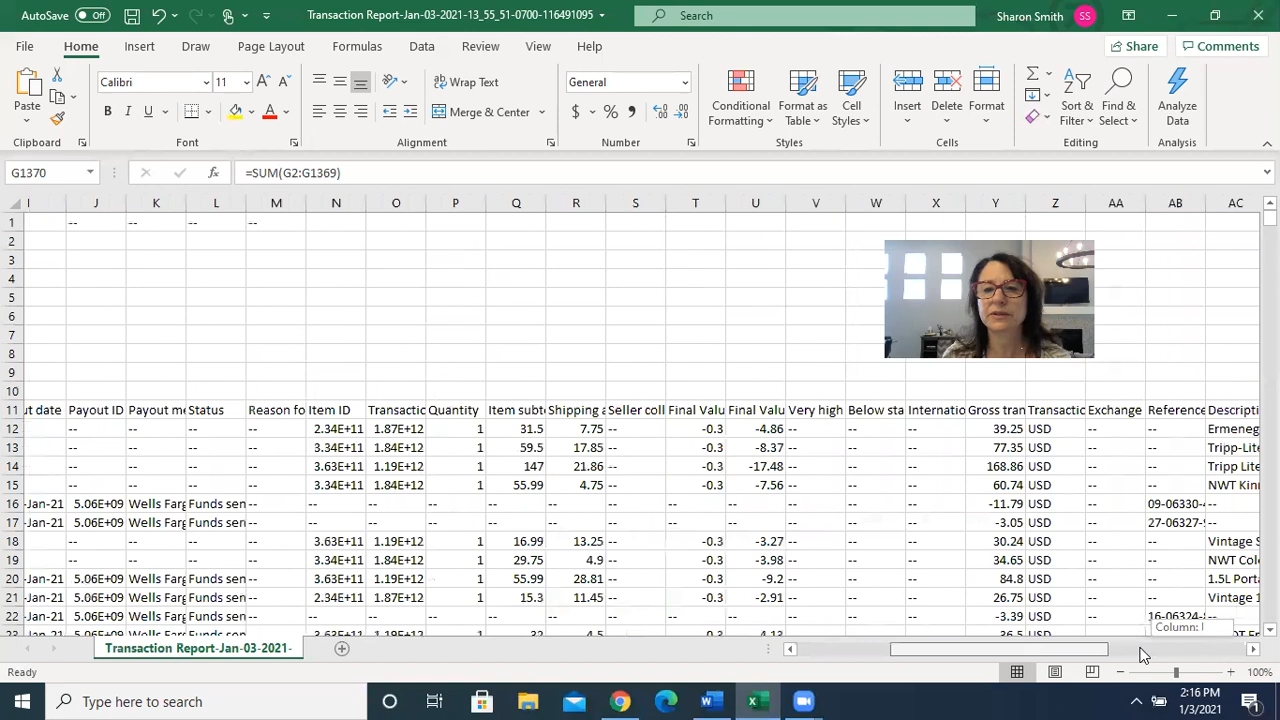 AutoSave Off Transaction Report-Jan-03-2021-13_55_51-0700-116491095 Search Sharon Smith SS
File Home Insert Draw Page Layout Formulas Data Review View Help Share Comments
Paste Calibri 11 Wrap Text General Conditional Formatting Format as Table Cell Styles Insert Delete Format Sort & Filter Find & Select Analyze Data
B I U Merge & Center $ %
Clipboard Font Alignment Number Styles Cells Editing Analysis
G1370 fx =SUM(G2:G1369)
I J K L M N O P Q R S T U V W X Y Z AA AB AC
1 -- -- -- --
2
3
4
5
6
7
8
9
10
11 ut date Payout ID Payout me Status Reason fo Item ID Transactic Quantity Item subt Shipping a Seller coll Final Valu Final Valu Very high Below sta Internatio Gross tran Transactic Exchange Reference Descripti
12 -- -- -- -- 2.34E+11 1.87E+12 1 31.5 7.75 -- -0.3 -4.86 -- -- -- 39.25 USD -- -- Ermeneg
13 -- -- -- -- 3.34E+11 1.84E+12 1 59.5 17.85 -- -0.3 -8.37 -- -- -- 77.35 USD -- -- Tripp-Lite
14 -- -- -- -- 3.63E+11 1.19E+12 1 147 21.86 -- -0.3 -17.48 -- -- -- 168.86 USD -- -- Tripp Lite
15 -- -- -- -- 3.34E+11 1.84E+12 1 55.99 4.75 -- -0.3 -7.56 -- -- -- 60.74 USD -- -- NWT Kinn
16 -Jan-21 5.06E+09 Wells Farg Funds sen -- -- -- -- -- -- -- -- -- -- -- -- -11.79 USD -- 09-06330-4 --
17 -Jan-21 5.06E+09 Wells Farg Funds sen -- -- -- -- -- -- -- -- -- -- -- -- -3.05 USD -- 27-06327-9 --
18 -- -- -- -- 3.63E+11 1.19E+12 1 16.99 13.25 -- -0.3 -3.27 -- -- -- 30.24 USD -- -- Vintage S
19 -- -- -- -- 3.34E+11 1.84E+12 1 29.75 4.9 -- -0.3 -3.98 -- -- -- 34.65 USD -- -- NWT Cole
20 -Jan-21 5.06E+09 Wells Farg Funds sen -- 3.63E+11 1.19E+12 1 55.99 28.81 -- -0.3 -9.2 -- -- -- 84.8 USD -- -- 1.5L Porta
21 -Jan-21 5.06E+09 Wells Farg Funds sen -- 2.34E+11 1.87E+12 1 15.3 11.45 -- -0.3 -2.91 -- -- -- 26.75 USD -- -- Vintage 1
22 -Jan-21 5.06E+09 Wells Farg Funds sen -- -- -- -- -- -- -- -- -- -- -- -- -3.39 USD -- 16-06324-8 --
Column: I
Transaction Report-Jan-03-2021-
Ready 100%
Type here to search 2:16 PM
1/3/2021